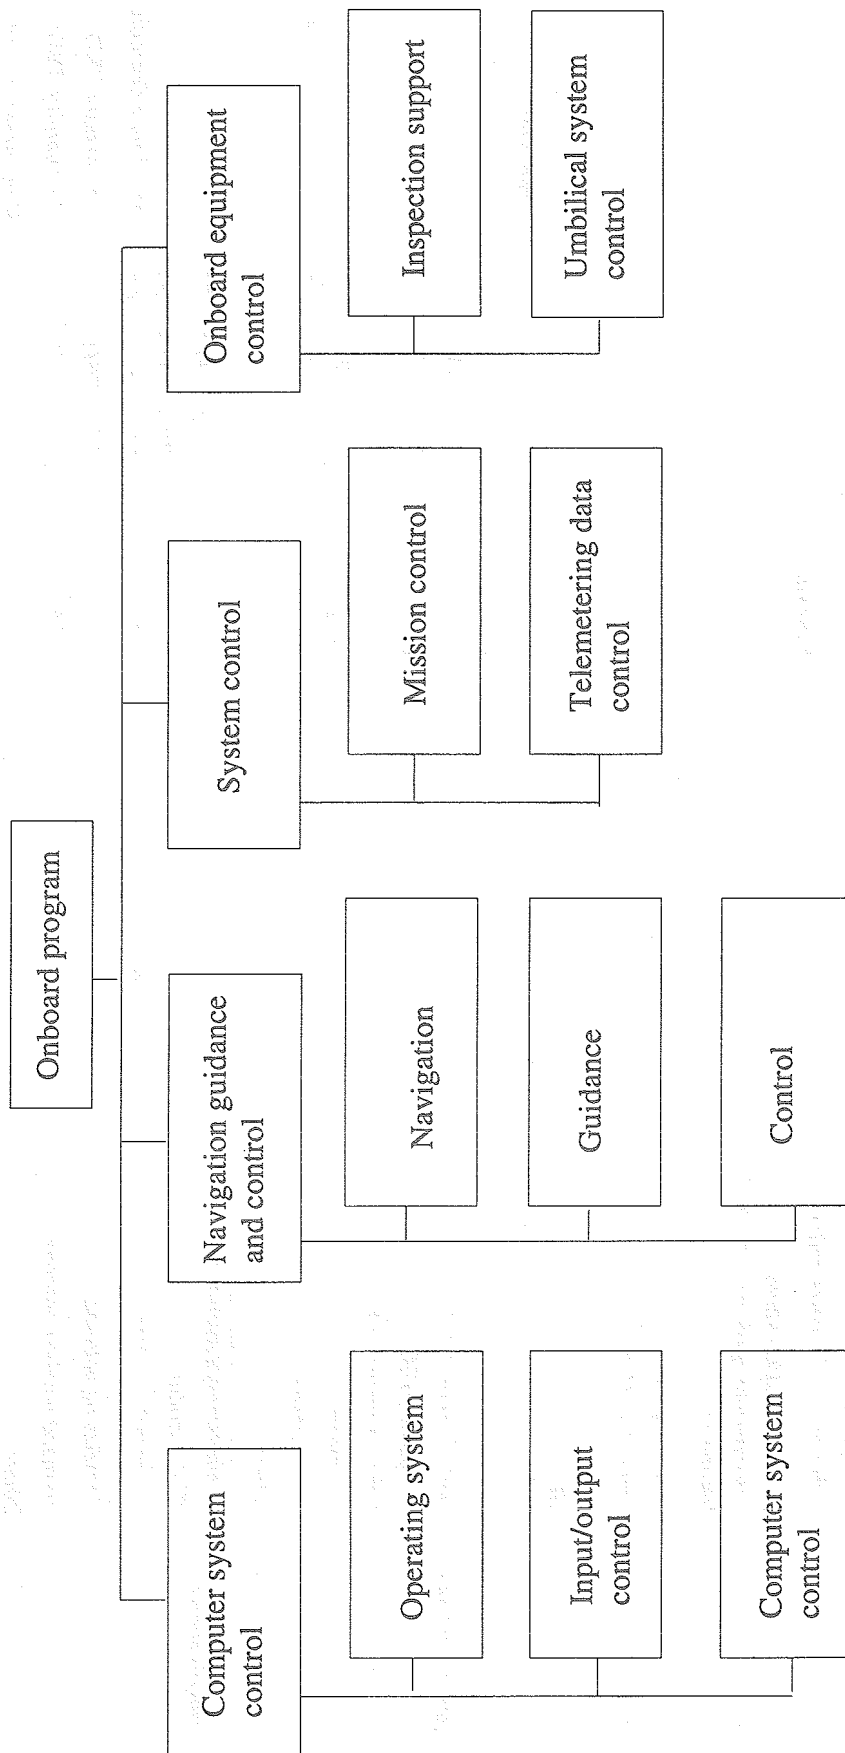 Onboard program
Computer system
control
Operating system
Input/output
control
Computer system
control
Navigation guidance
and control
Navigation
Guidance
Control
System control
Mission control
Telemetering data
control
Onboard equipment
control
Inspection support
Umbilical system
control